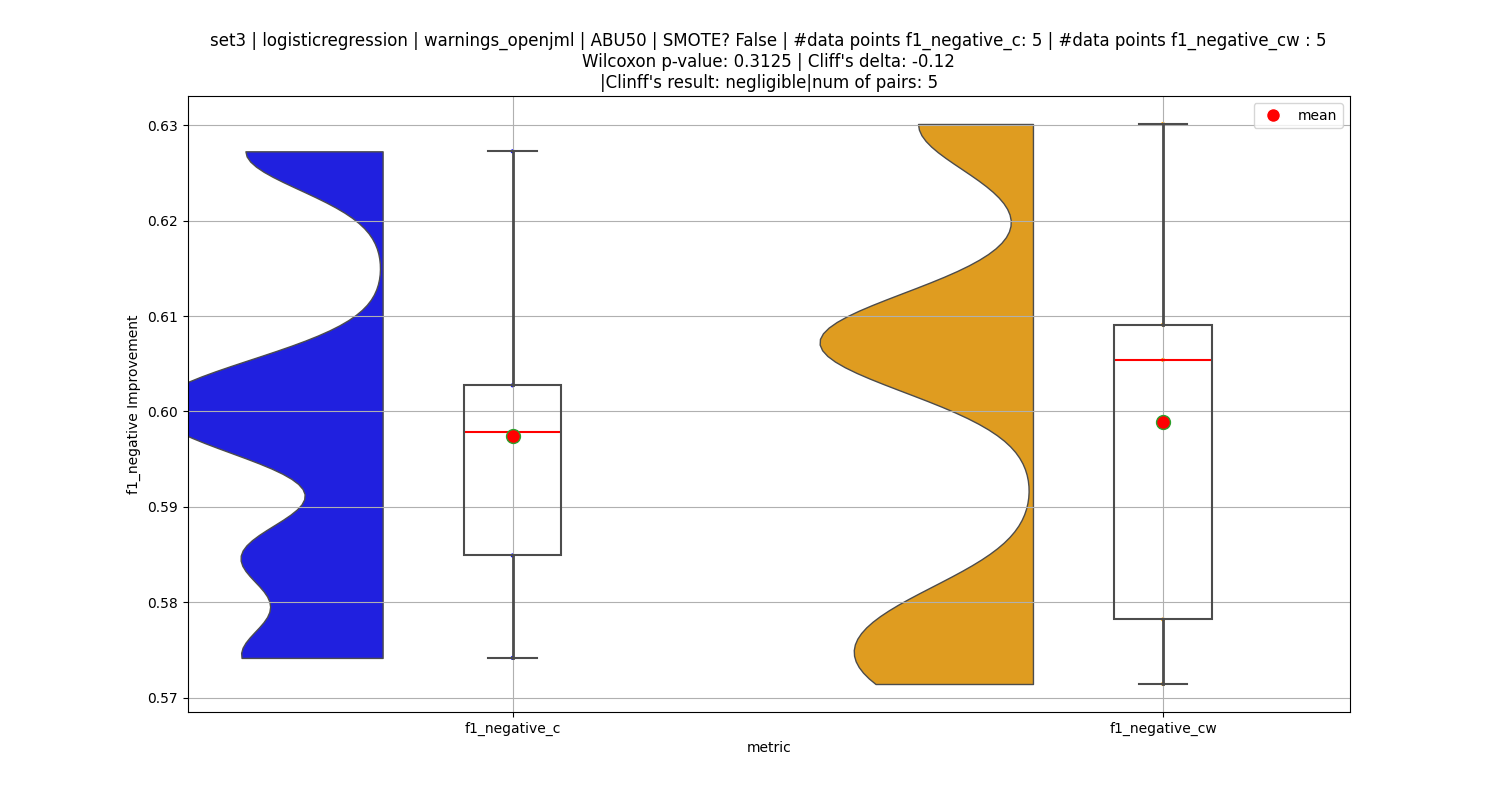 set3 | logisticregression | warnings_openjml | ABU50 | SMOTE? False | #data points f1_negative_c: 5 | #data points f1_negative_cw : 5
Wilcoxon p-value: 0.3125 | Cliff's delta: -0.12
|Clinff's result: negligible|num of pairs: 5
mean
0.63
0.62
0.61
0.60
0.59
0.58
0.57
f1_negative Improvement
f1_negative_c
f1_negative_cw
metric